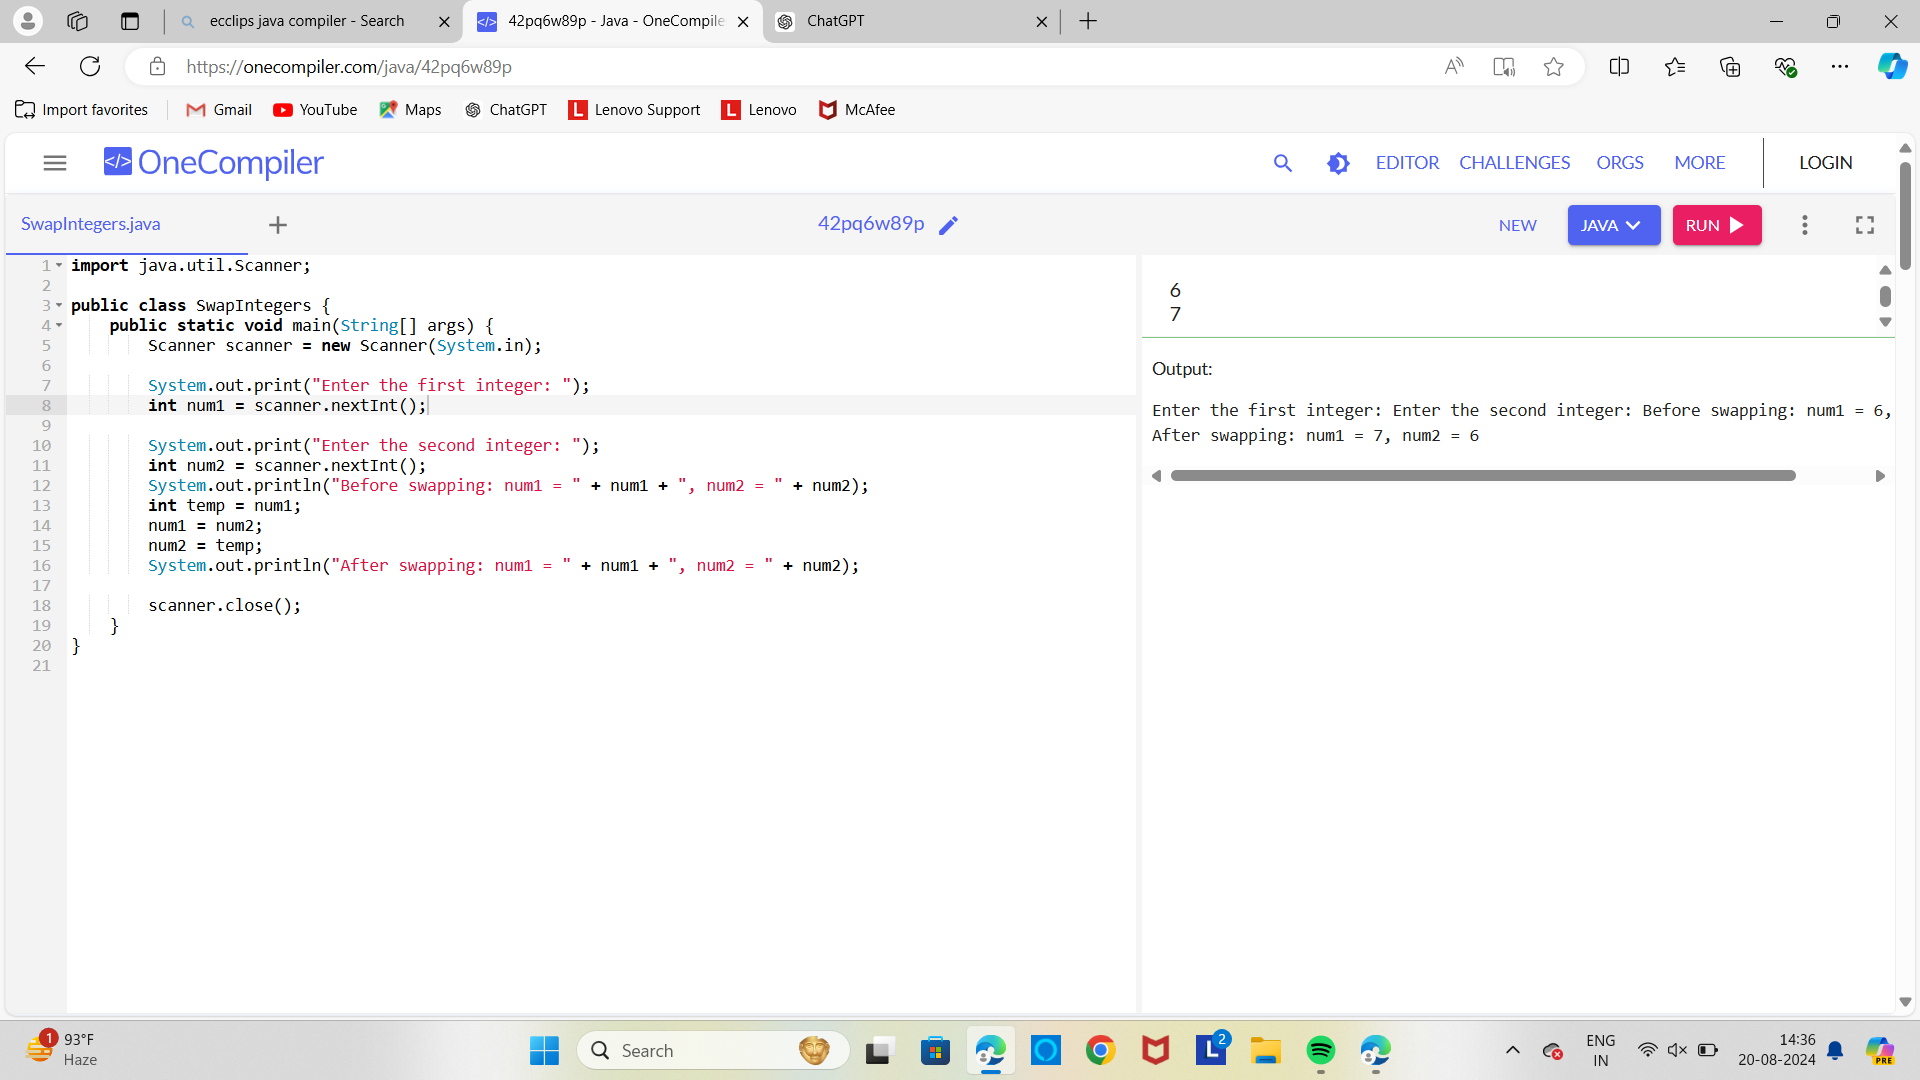 ecclips java compiler - Search
42pq6w89p - Java - OneCompile
ChatGPT
https://onecompiler.com/java/42pq6w89p
Import favorites
Gmail
YouTube
Maps
ChatGPT
Lenovo Support
Lenovo
McAfee
</> OneCompiler
EDITOR
CHALLENGES
ORGS
MORE
LOGIN
SwapIntegers.java
42pq6w89p
NEW
JAVA
RUN
1 import java.util.Scanner;
2
3 public class SwapIntegers {
4 public static void main(String[] args) {
5 Scanner scanner = new Scanner(System.in);
6
7 System.out.print("Enter the first integer: ");
8 int num1 = scanner.nextInt();
9
10 System.out.print("Enter the second integer: ");
11 int num2 = scanner.nextInt();
12 System.out.println("Before swapping: num1 = " + num1 + ", num2 = " + num2);
13 int temp = num1;
14 num1 = num2;
15 num2 = temp;
16 System.out.println("After swapping: num1 = " + num1 + ", num2 = " + num2);
17
18 scanner.close();
19 }
20 }
21
6
7
Output:
Enter the first integer: Enter the second integer: Before swapping: num1 = 6,
After swapping: num1 = 7, num2 = 6
1
93°F
Haze
Search
L
2
PRE
ENG
IN
14:36
20-08-2024